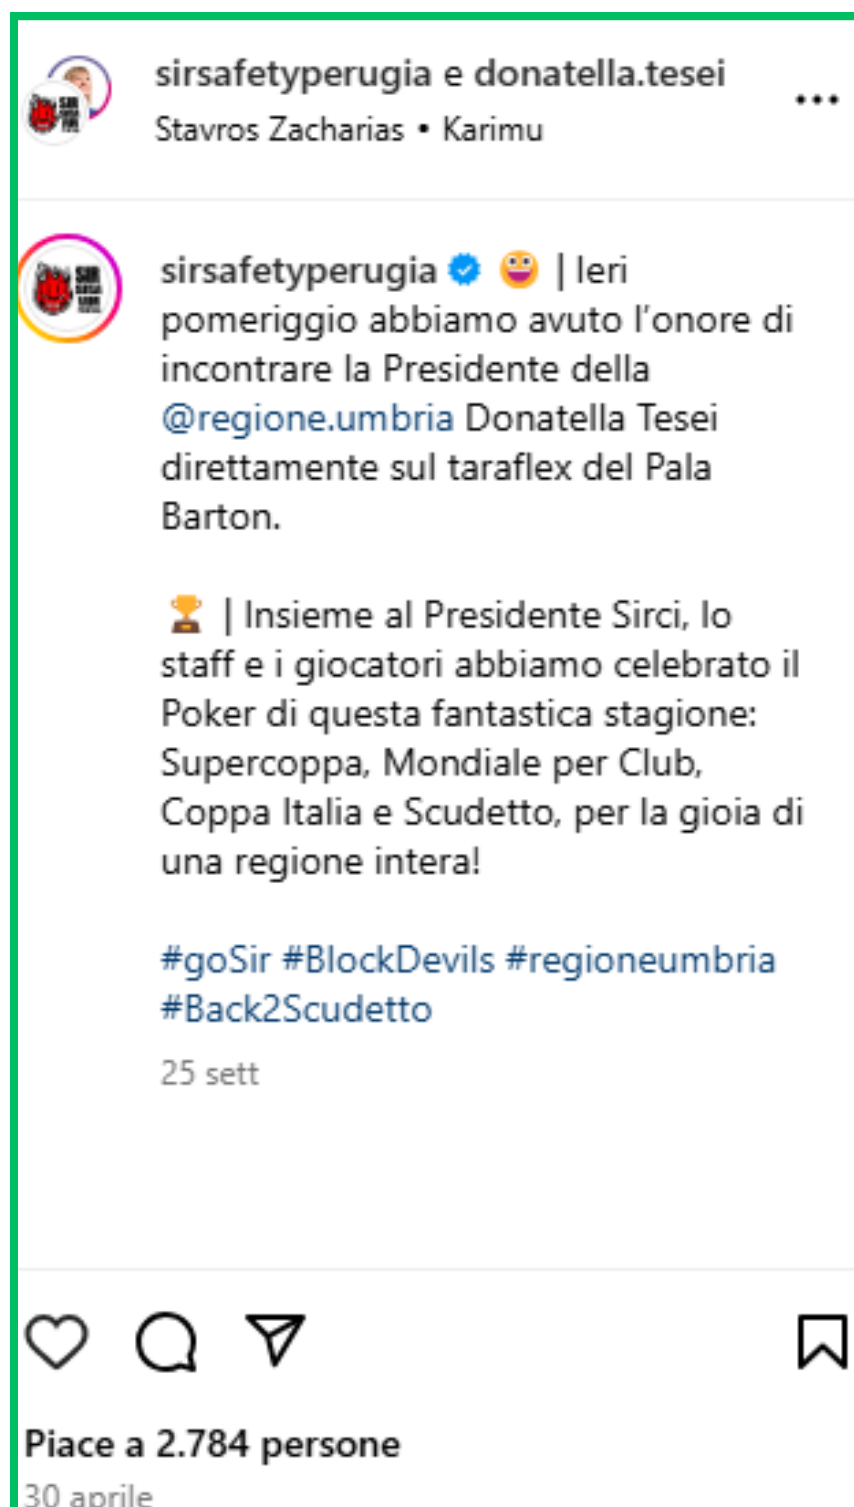 sirsafetyperugia e donatella.tesei
Stavros Zacharias • Karimu
sirsafetyperugia 😀 | Ieri
pomeriggio abbiamo avuto l'onore di
incontrare la Presidente della
@regione.umbria Donatella Tesei
direttamente sul taraflex del Pala
Barton.
🏆 | Insieme al Presidente Sirci, lo
staff e i giocatori abbiamo celebrato il
Poker di questa fantastica stagione:
Supercoppa, Mondiale per Club,
Coppa Italia e Scudetto, per la gioia di
una regione intera!
#goSir #BlockDevils #regioneumbria
#Back2Scudetto
25 sett
Piace a 2.784 persone
30 aprile